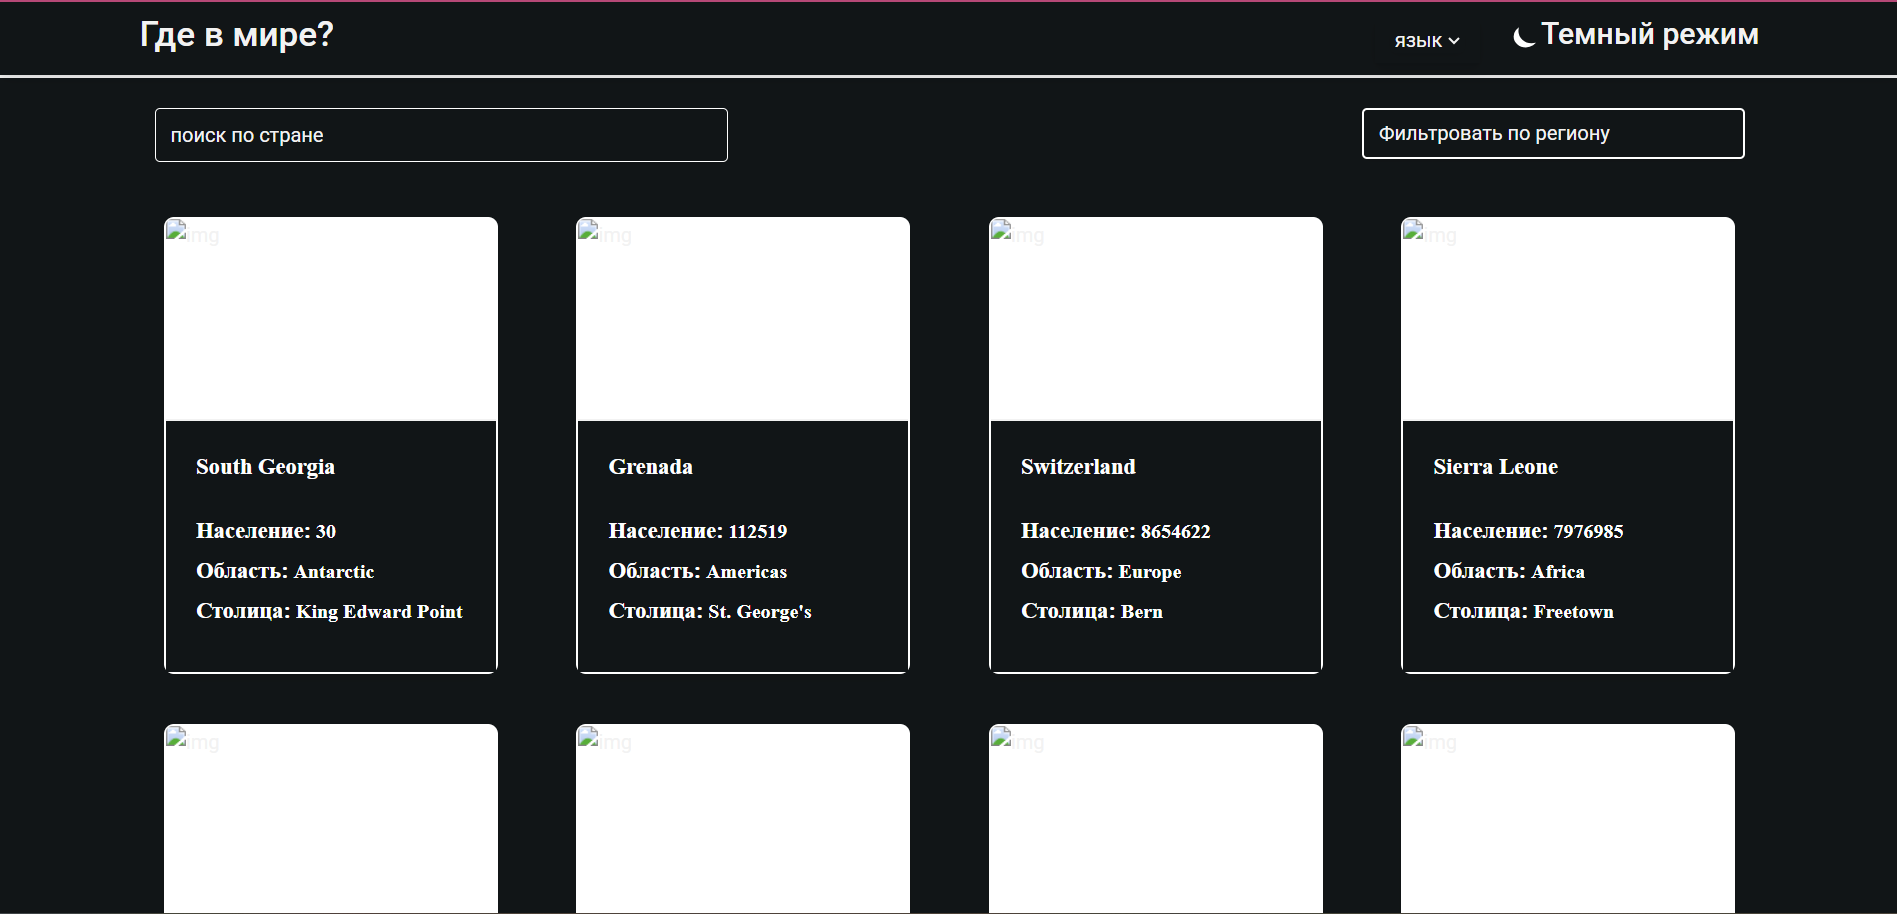 Где в мире?
язык
Темный режим
поиск по стране
Фильтровать по региону
img
img
img
img
South Georgia
Население: 30
Область: Antarctic
Столица: King Edward Point
Grenada
Население: 112519
Область: Americas
Столица: St. George's
Switzerland
Население: 8654622
Область: Europe
Столица: Bern
Sierra Leone
Население: 7976985
Область: Africa
Столица: Freetown
img
img
img
img